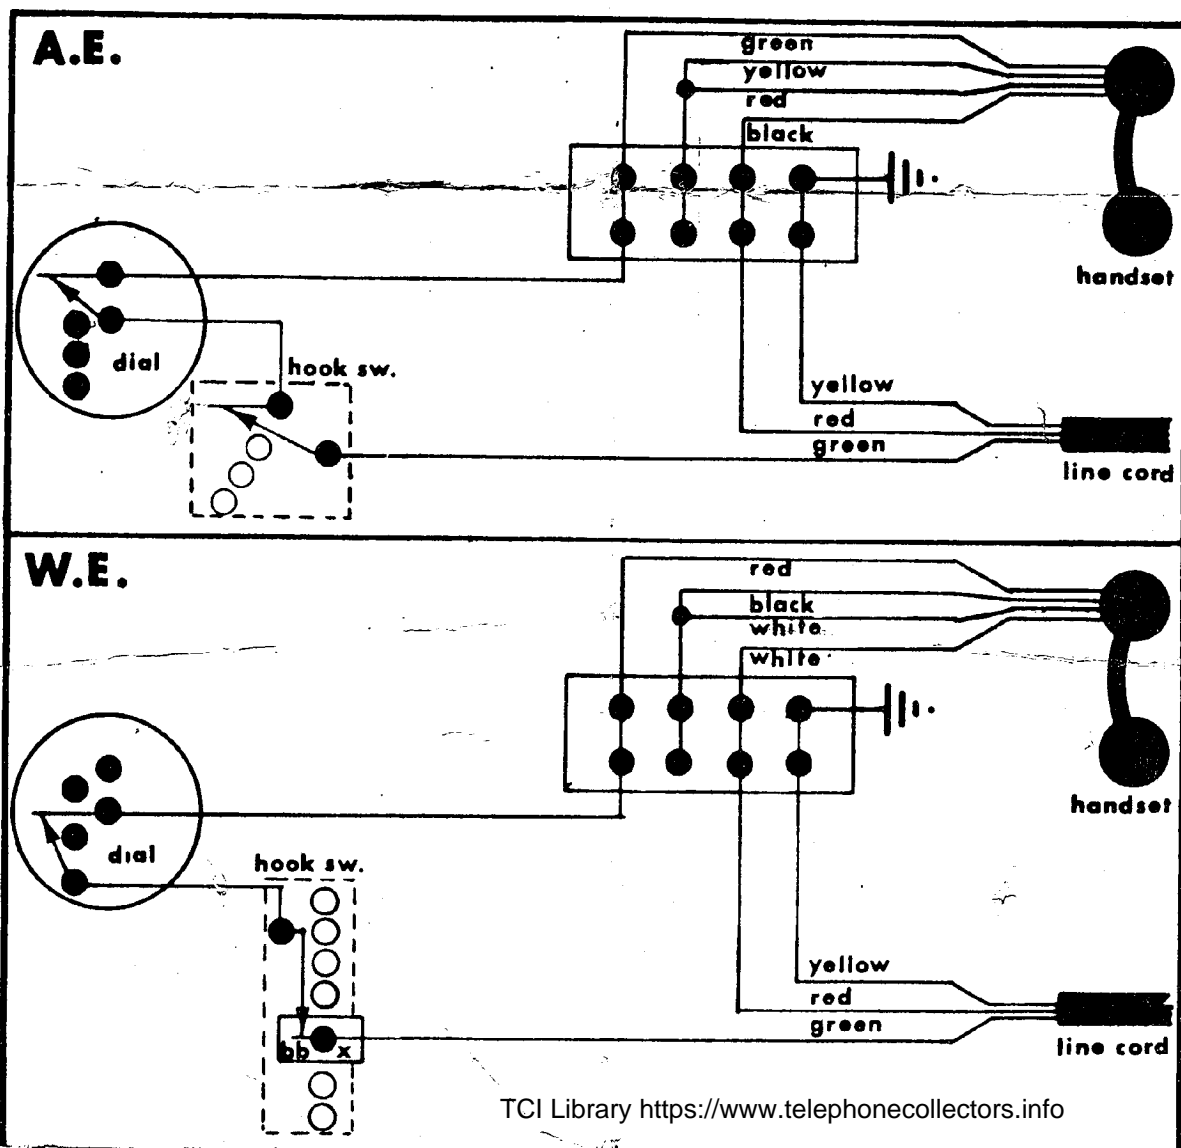 A.E.
green
yellow
red
black
handset
dial
hook sw.
yellow
red
green
line cord
W.E.
red
black
white
white
handset
dial
hook sw.
yellow
red
green
bb x
line cord
TCI Library https://www.telephonecollectors.info